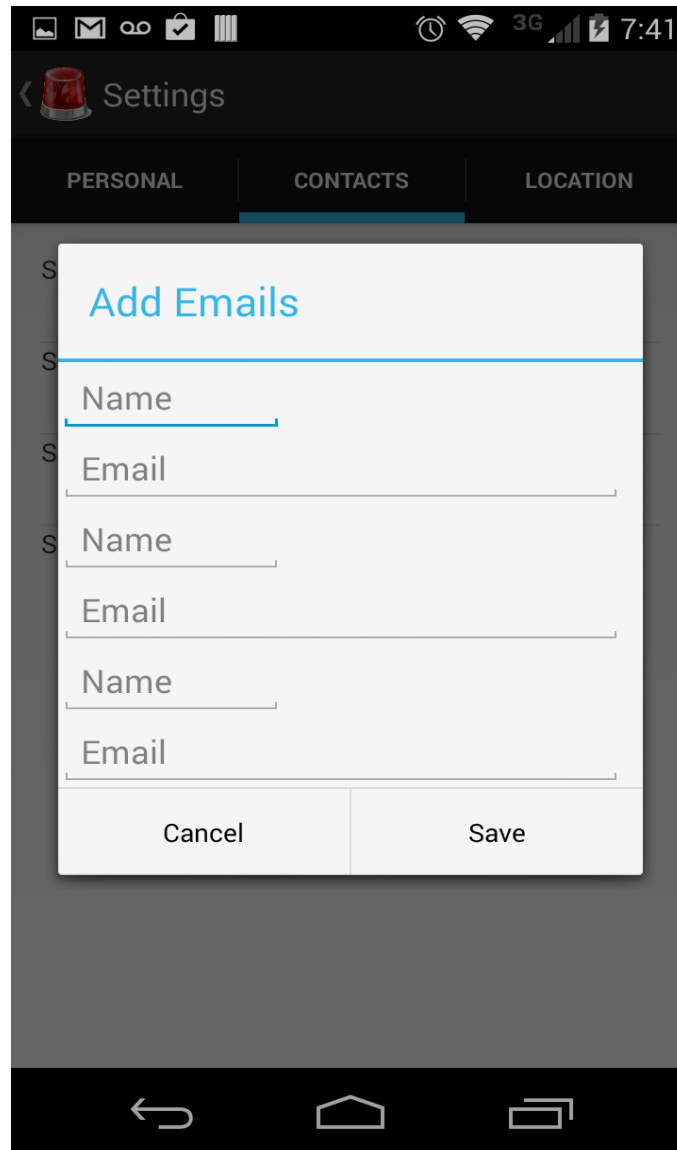 3G 7:41
Settings
PERSONAL CONTACTS LOCATION
S
Add Emails
S
Name
S
Email
S
Name
Email
Name
Email
Cancel Save